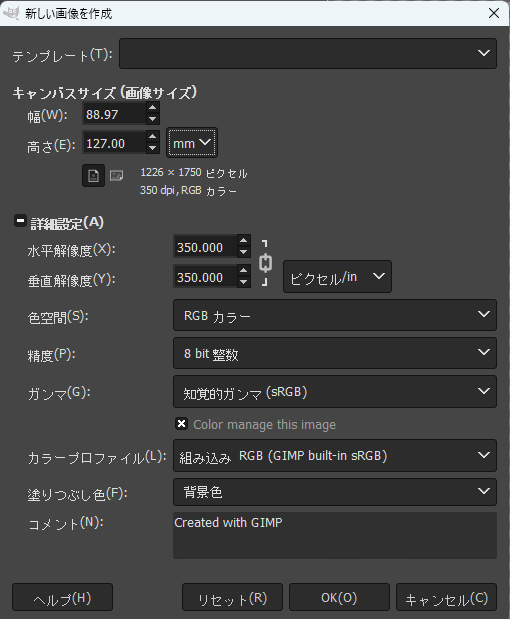 新しい画像を作成
テンプレート(T):
キャンバスサイズ (画像サイズ)
幅(W): 88.97
高さ(E): 127.00 mm
1226 × 1750 ピクセル
350 dpi, RGB カラー
詳細設定(A)
水平解像度(X): 350.000
垂直解像度(Y): 350.000 ピクセル/in
色空間(S): RGB カラー
精度(P): 8 bit 整数
ガンマ(G): 知覚的ガンマ (sRGB)
Color manage this image
カラープロファイル(L): 組み込み RGB (GIMP built-in sRGB)
塗りつぶし色(F): 背景色
コメント(N): Created with GIMP
ヘルプ(H) リセット(R) OK(O) キャンセル(C)